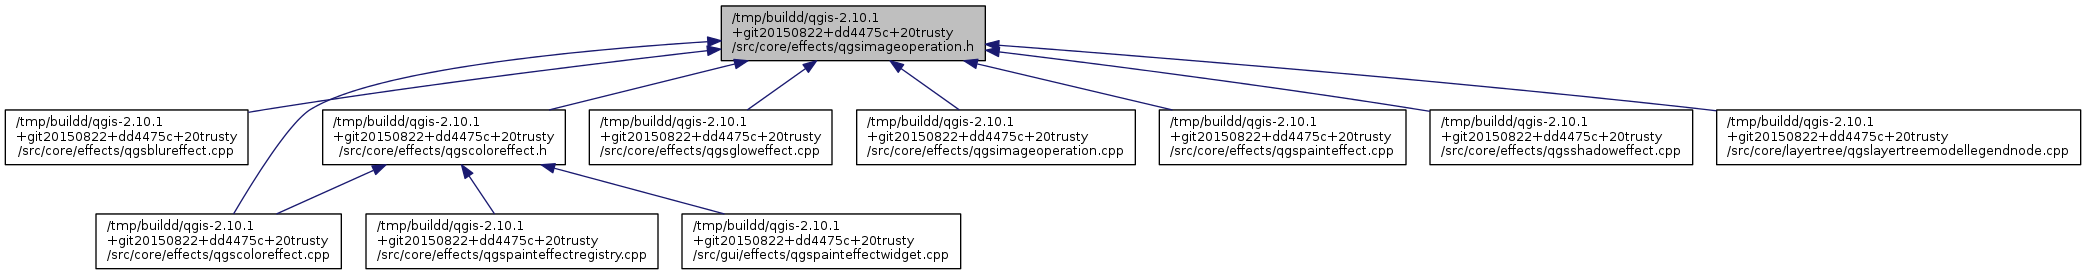 /tmp/buildd/qgis-2.10.1
+git20150822+dd4475c+20trusty
/src/core/effects/qgsimageoperation.h
/tmp/buildd/qgis-2.10.1
+git20150822+dd4475c+20trusty
/src/core/effects/qgsblureffect.cpp
/tmp/buildd/qgis-2.10.1
+git20150822+dd4475c+20trusty
/src/core/effects/qgscoloreffect.h
/tmp/buildd/qgis-2.10.1
+git20150822+dd4475c+20trusty
/src/core/effects/qgsgloweffect.cpp
/tmp/buildd/qgis-2.10.1
+git20150822+dd4475c+20trusty
/src/core/effects/qgsimageoperation.cpp
/tmp/buildd/qgis-2.10.1
+git20150822+dd4475c+20trusty
/src/core/effects/qgspainteffect.cpp
/tmp/buildd/qgis-2.10.1
+git20150822+dd4475c+20trusty
/src/core/effects/qgsshadoweffect.cpp
/tmp/buildd/qgis-2.10.1
+git20150822+dd4475c+20trusty
/src/core/layertree/qgslayertreemodellegendnode.cpp
/tmp/buildd/qgis-2.10.1
+git20150822+dd4475c+20trusty
/src/core/effects/qgscoloreffect.cpp
/tmp/buildd/qgis-2.10.1
+git20150822+dd4475c+20trusty
/src/core/effects/qgspainteffectregistry.cpp
/tmp/buildd/qgis-2.10.1
+git20150822+dd4475c+20trusty
/src/gui/effects/qgspainteffectwidget.cpp